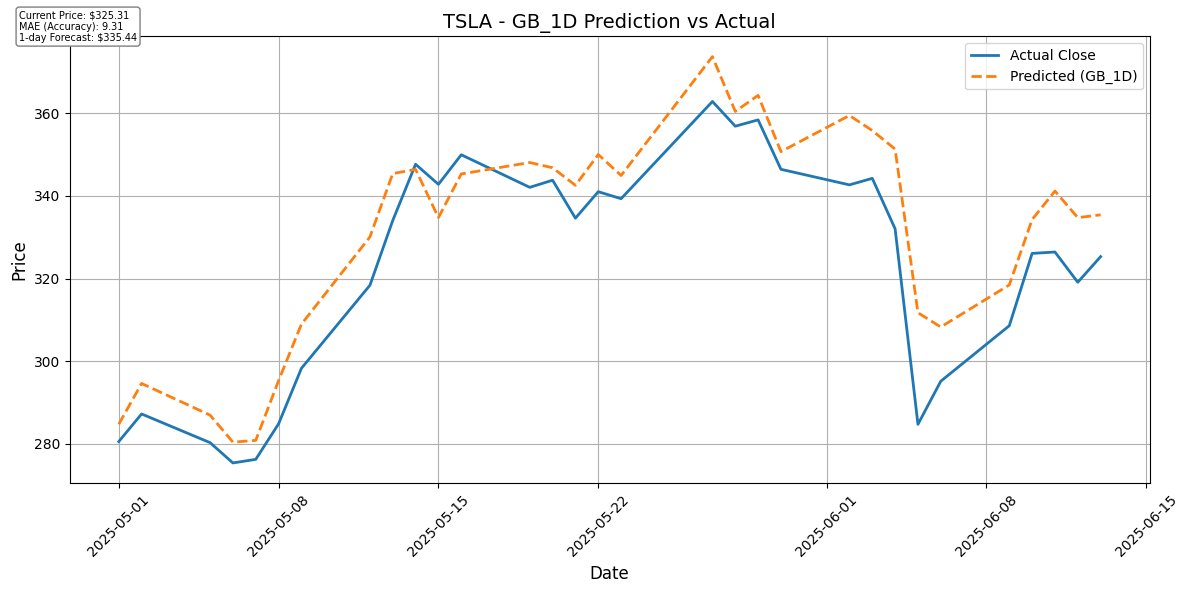 TSLA - GB_1D Prediction vs Actual
Current Price: $325.31
MAE (Accuracy): 9.31
1-day Forecast: $335.44
Actual Close
Predicted (GB_1D)
Price
360
340
320
300
280
2025-05-01
2025-05-08
2025-05-15
2025-05-22
2025-06-01
2025-06-08
2025-06-15
Date